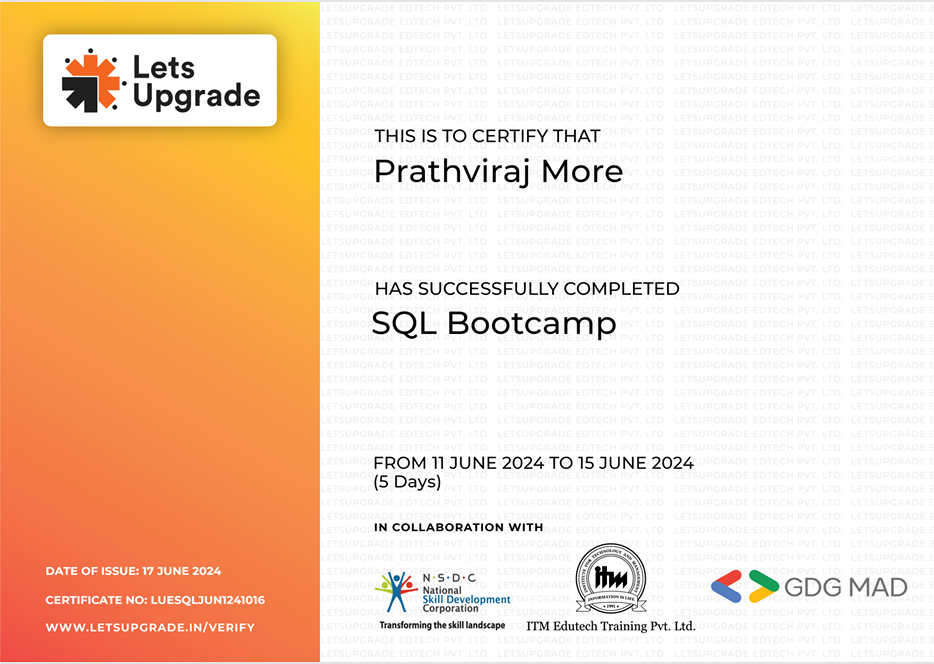 Lets
Upgrade
THIS IS TO CERTIFY THAT
Prathviraj More
HAS SUCCESSFULLY COMPLETED
SQL Bootcamp
FROM 11 JUNE 2024 TO 15 JUNE 2024
(5 Days)
IN COLLABORATION WITH
N·S·D·C
National
Skill Development
Corporation
Transforming the skill landscape
INSTITUTE FOR TECHNOLOGY AND MANAGEMENT
itm
INFORMATION IS LIFE
• 1991 •
ITM Edutech Training Pvt. Ltd.
GDG MAD
DATE OF ISSUE: 17 JUNE 2024
CERTIFICATE NO: LUESQLJUN1241016
WWW.LETSUPGRADE.IN/VERIFY
LETSUPGRADE EDTECH PVT. LTD.